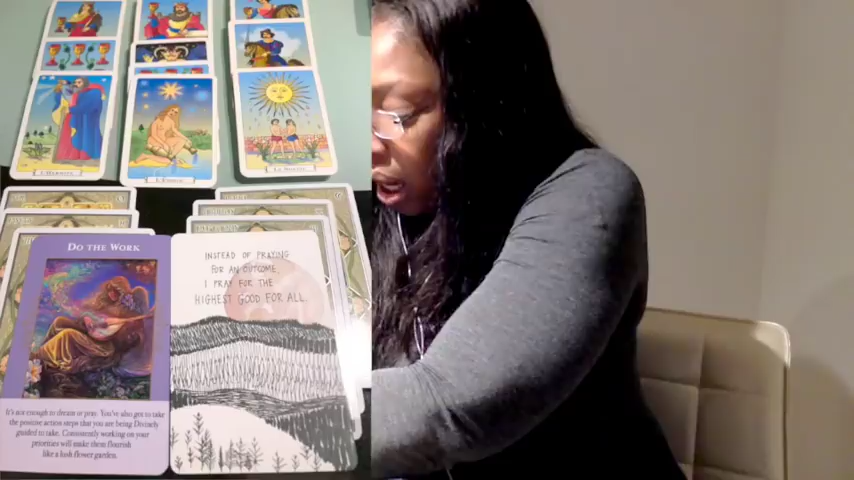 L'HERMITE
L'ETOILE
LE SOLEIL
DO THE WORK
It's not enough to dream or pray. You've also got to take
the positive action steps that you are being Divinely
guided to take. Consistently working on your
priorities will make them flourish
like a lush flower garden.
INSTEAD OF PRAYING
FOR AN OUTCOME
I PRAY FOR THE
HIGHEST GOOD FOR ALL.